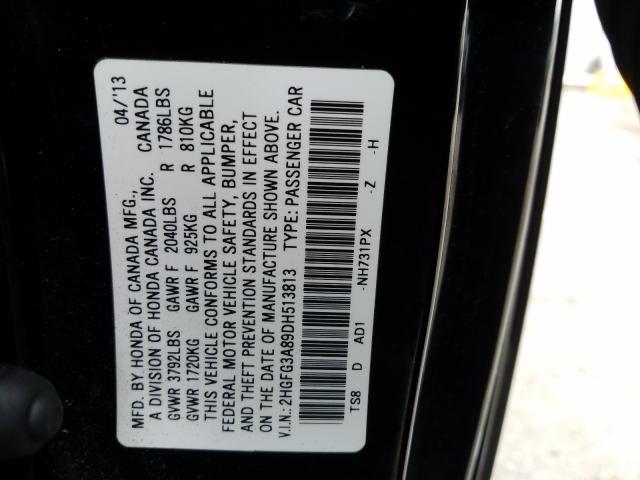 MFD. BY HONDA OF CANADA MFG., 04/'13
A DIVISION OF HONDA CANADA INC. CANADA
GVWR 3792LBS GAWR F 2040LBS R 1786LBS
GVWR 1720KG GAWR F 925KG R 810KG
THIS VEHICLE CONFORMS TO ALL APPLICABLE
FEDERAL MOTOR VEHICLE SAFETY, BUMPER,
AND THEFT PREVENTION STANDARDS IN EFFECT
ON THE DATE OF MANUFACTURE SHOWN ABOVE.
V.I.N.: 2HGFG3A89DH513813 TYPE: PASSENGER CAR
TS8 D AD1 -NH731PX -Z -H